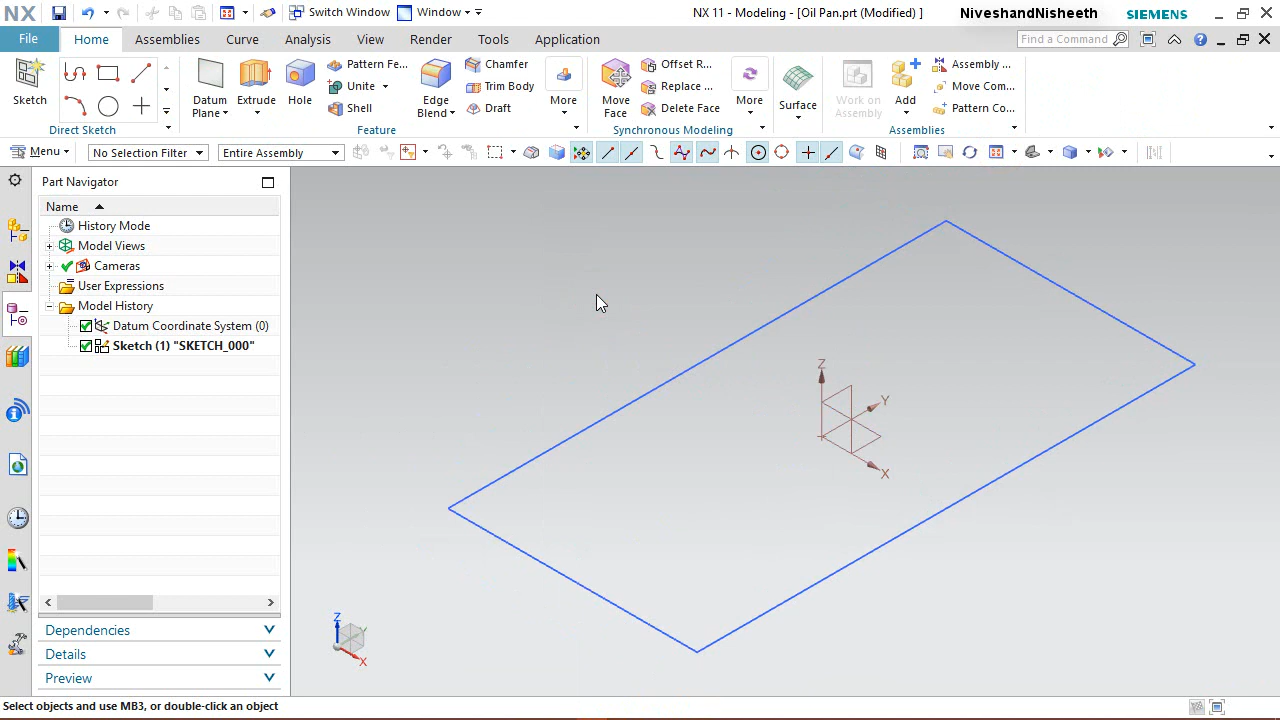 NX Switch Window Window NX 11 - Modeling - [Oil Pan.prt (Modified) ] NiveshandNisheeth SIEMENS
File Home Assemblies Curve Analysis View Render Tools Application Find a Command
Sketch
Direct Sketch
Datum Plane
Extrude
Hole
Pattern Fe...
Unite
Shell
Edge Blend
Chamfer
Trim Body
Draft
More
Feature
Move Face
Offset R...
Replace ...
Delete Face
More
Synchronous Modeling
Surface
Work on Assembly
Add
Assembly ...
Move Com...
Pattern Co...
Assemblies
Menu No Selection Filter Entire Assembly
Part Navigator
Name
History Mode
Model Views
Cameras
User Expressions
Model History
Datum Coordinate System (0)
Sketch (1) "SKETCH_000"
Z
Y
X
Z
Y
X
Dependencies
Details
Preview
Select objects and use MB3, or double-click an object